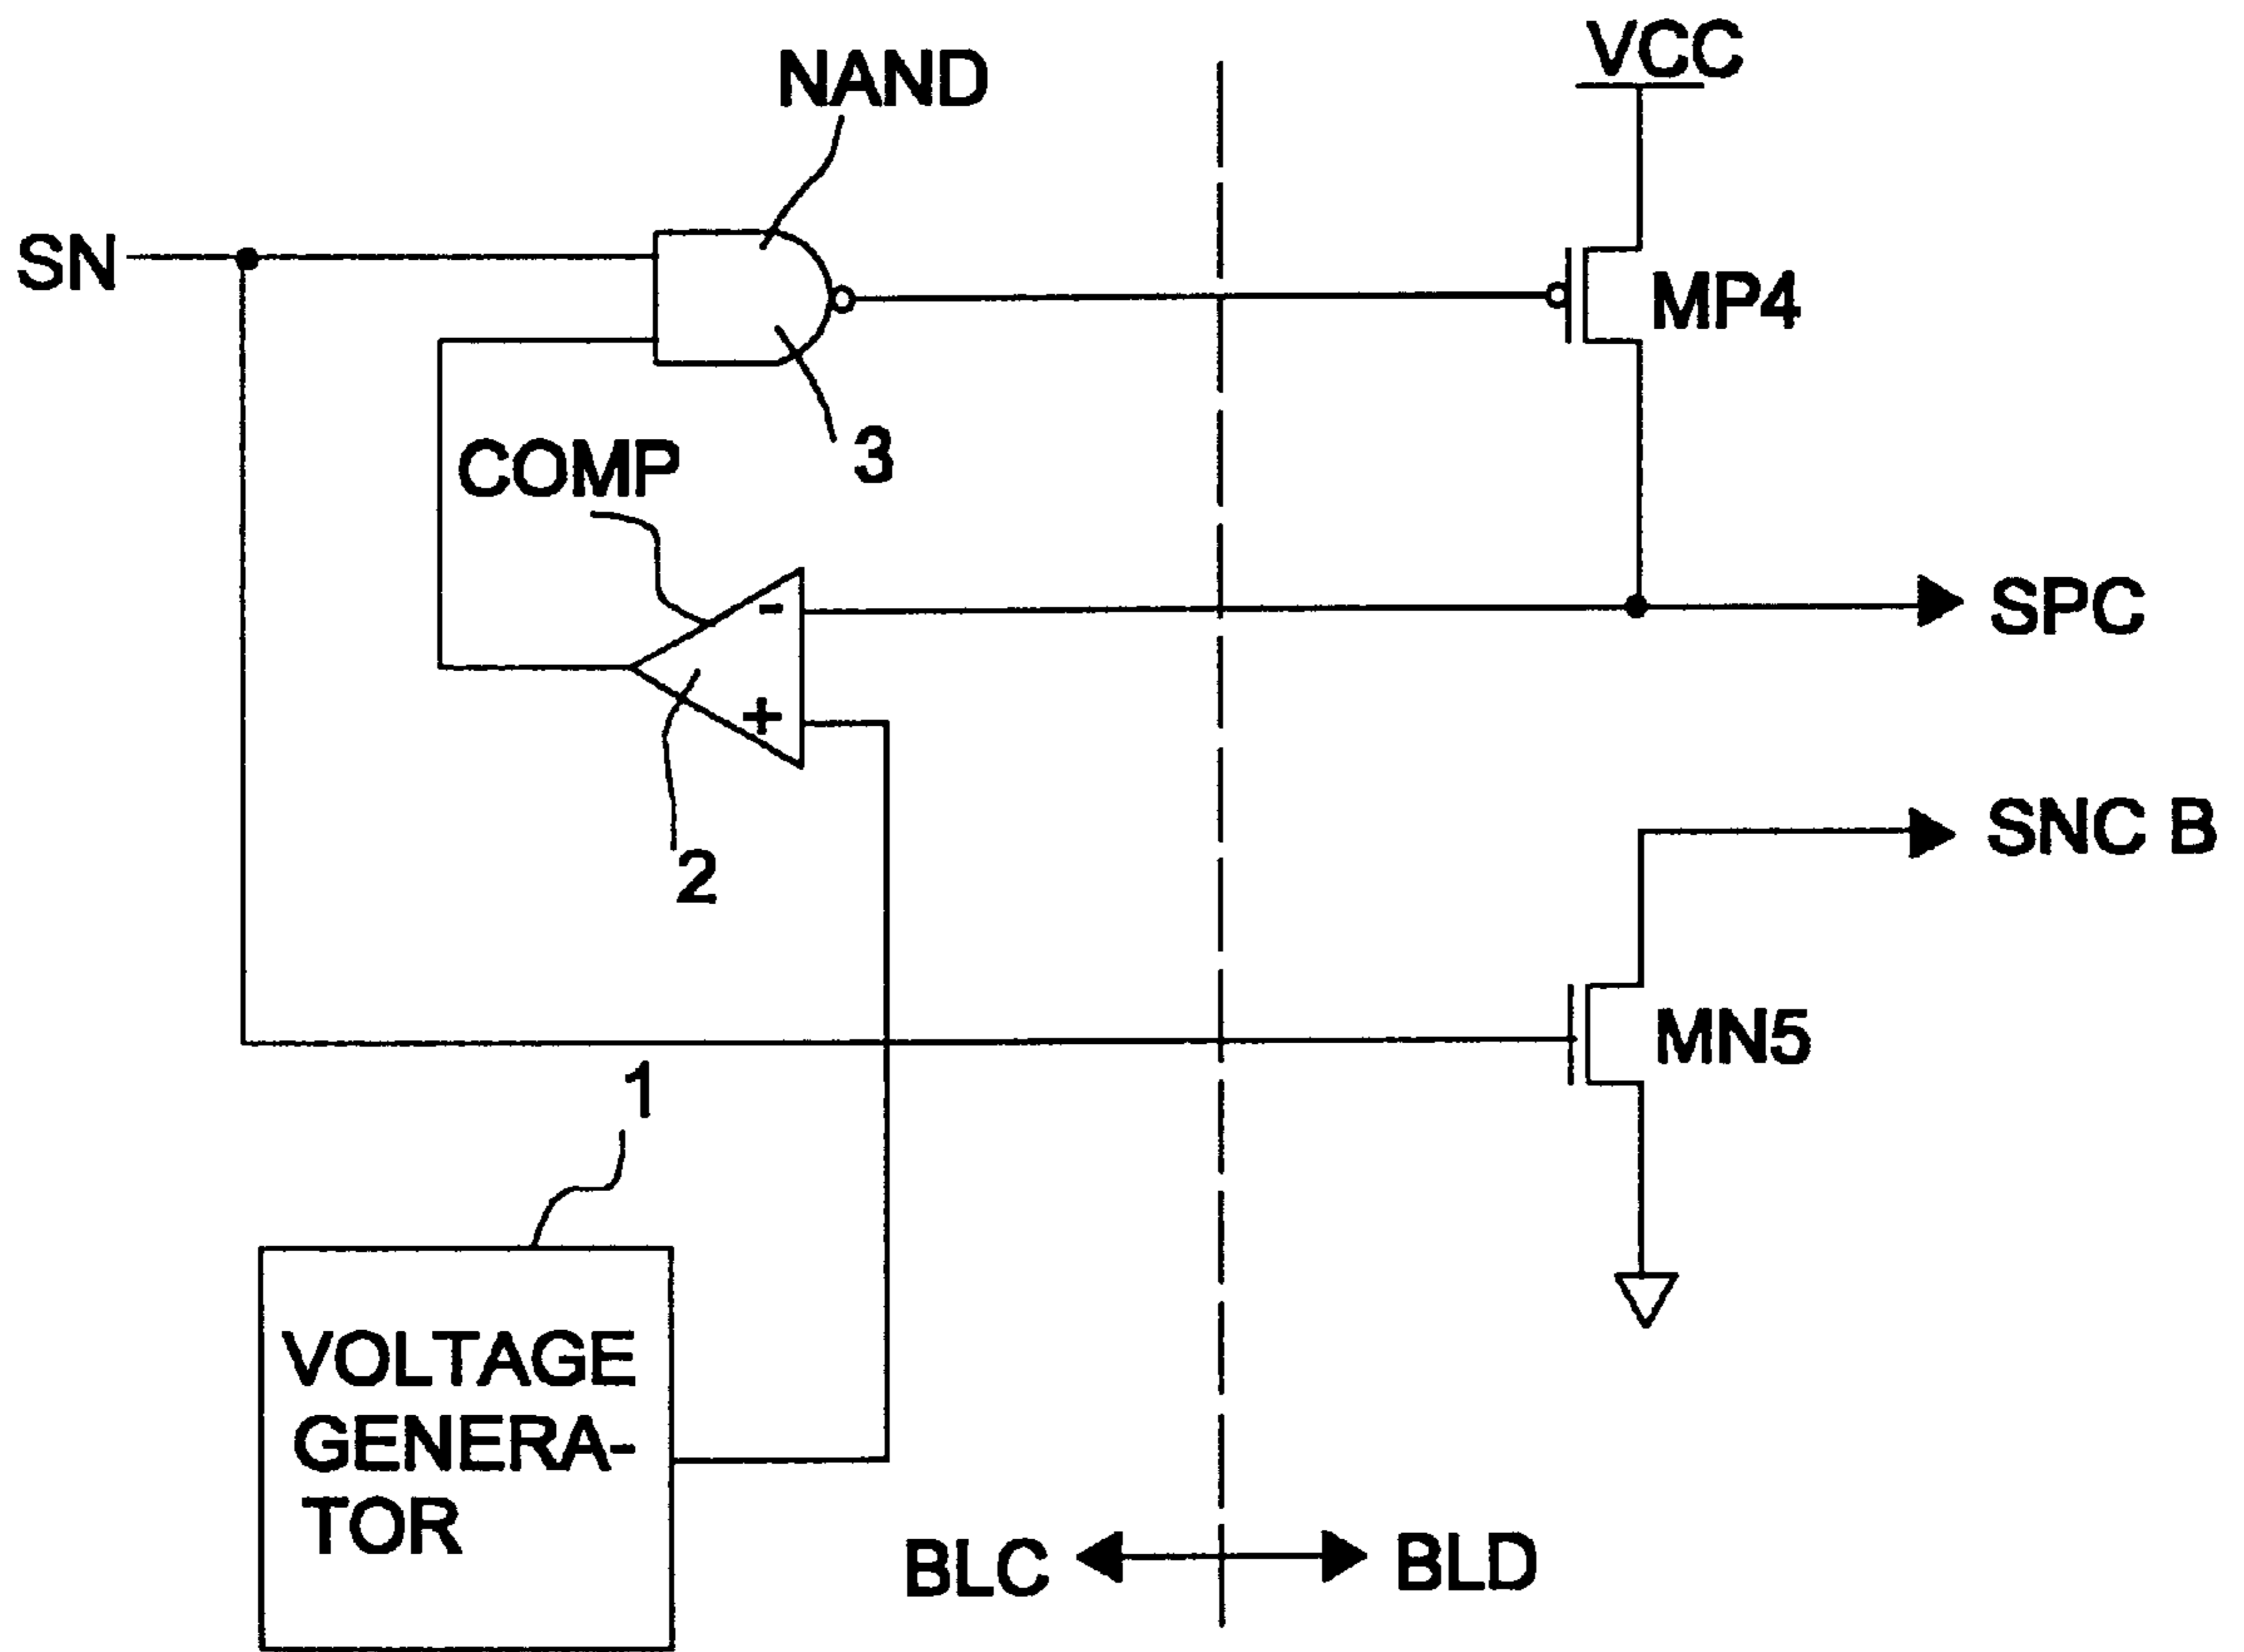 NAND
VCC
SN
MP4
3
COMP
-
SPC
+
SNC B
2
MN5
1
VOLTAGE
GENERA-
TOR
BLC
BLD